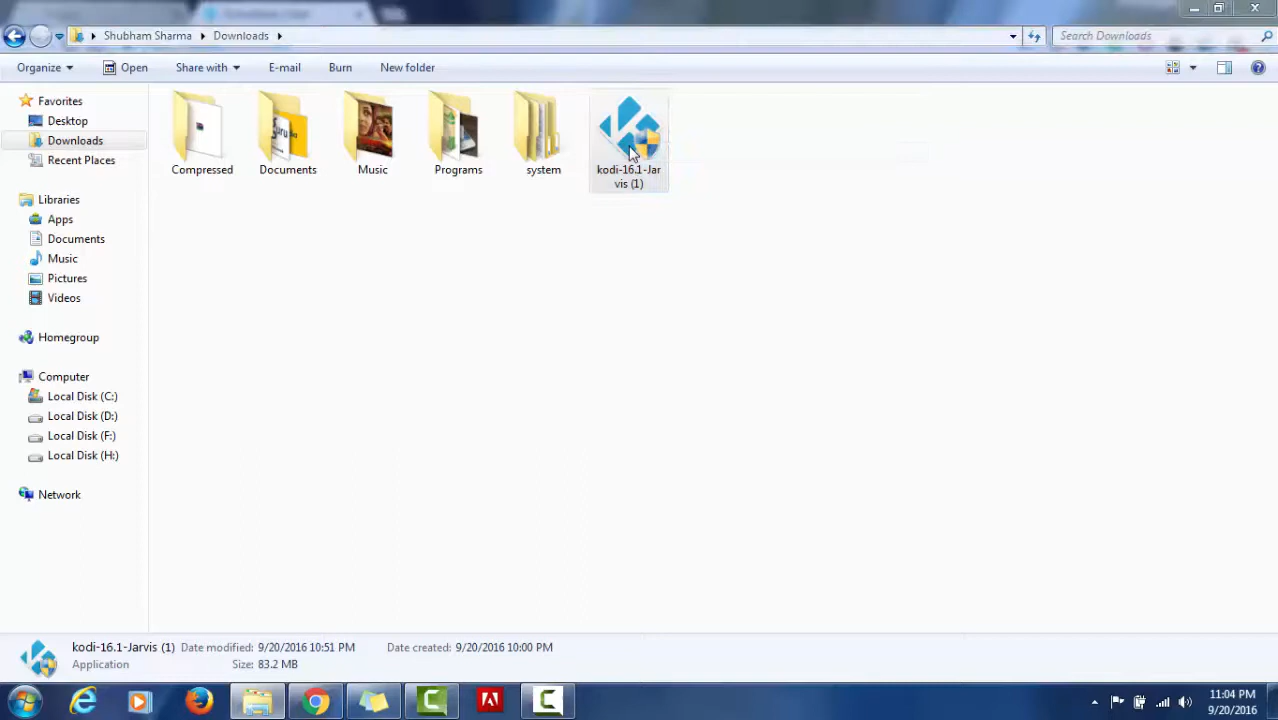 Shubham Sharma Downloads
Search Downloads
Organize Open Share with E-mail Burn New folder
Favorites
Desktop
Downloads
Recent Places
Libraries
Apps
Documents
Music
Pictures
Videos
Homegroup
Computer
Local Disk (C:)
Local Disk (D:)
Local Disk (F:)
Local Disk (H:)
Network
Compressed
Documents
Music
Programs
system
kodi-16.1-Jar
vis (1)
kodi-16.1-Jarvis (1) Date modified: 9/20/2016 10:51 PM Date created: 9/20/2016 10:00 PM
Application Size: 83.2 MB
11:04 PM
9/20/2016